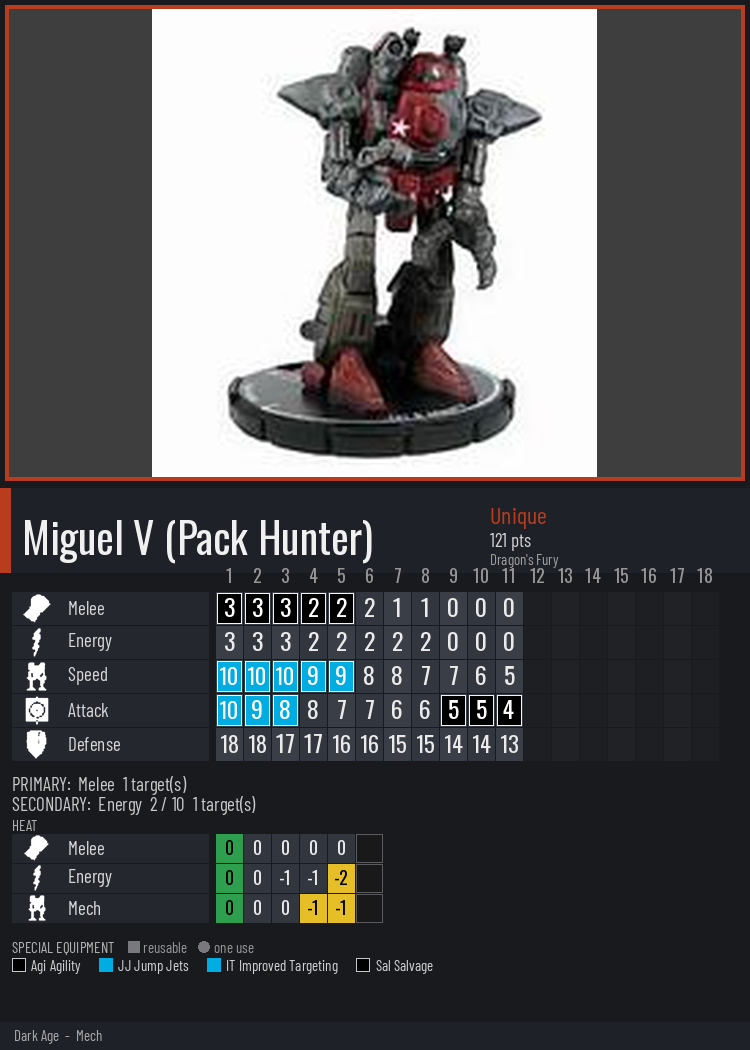 Miguel V (Pack Hunter)
Unique
121 pts
Dragon's Fury
1 2 3 4 5 6 7 8 9 10 11 12 13 14 15 16 17 18
Melee 3 3 3 2 2 2 1 1 0 0 0
Energy 3 3 3 2 2 2 2 2 0 0 0
Speed 10 10 10 9 9 8 8 7 7 6 5
Attack 10 9 8 8 7 7 6 6 5 5 4
Defense 18 18 17 17 16 16 15 15 14 14 13
PRIMARY: Melee 1 target(s)
SECONDARY: Energy 2 / 10 1 target(s)
HEAT
Melee 0 0 0 0 0
Energy 0 0 -1 -1 -2
Mech 0 0 0 -1 -1
SPECIAL EQUIPMENT reusable one use
Agi Agility JJ Jump Jets IT Improved Targeting Sal Salvage
Dark Age - Mech